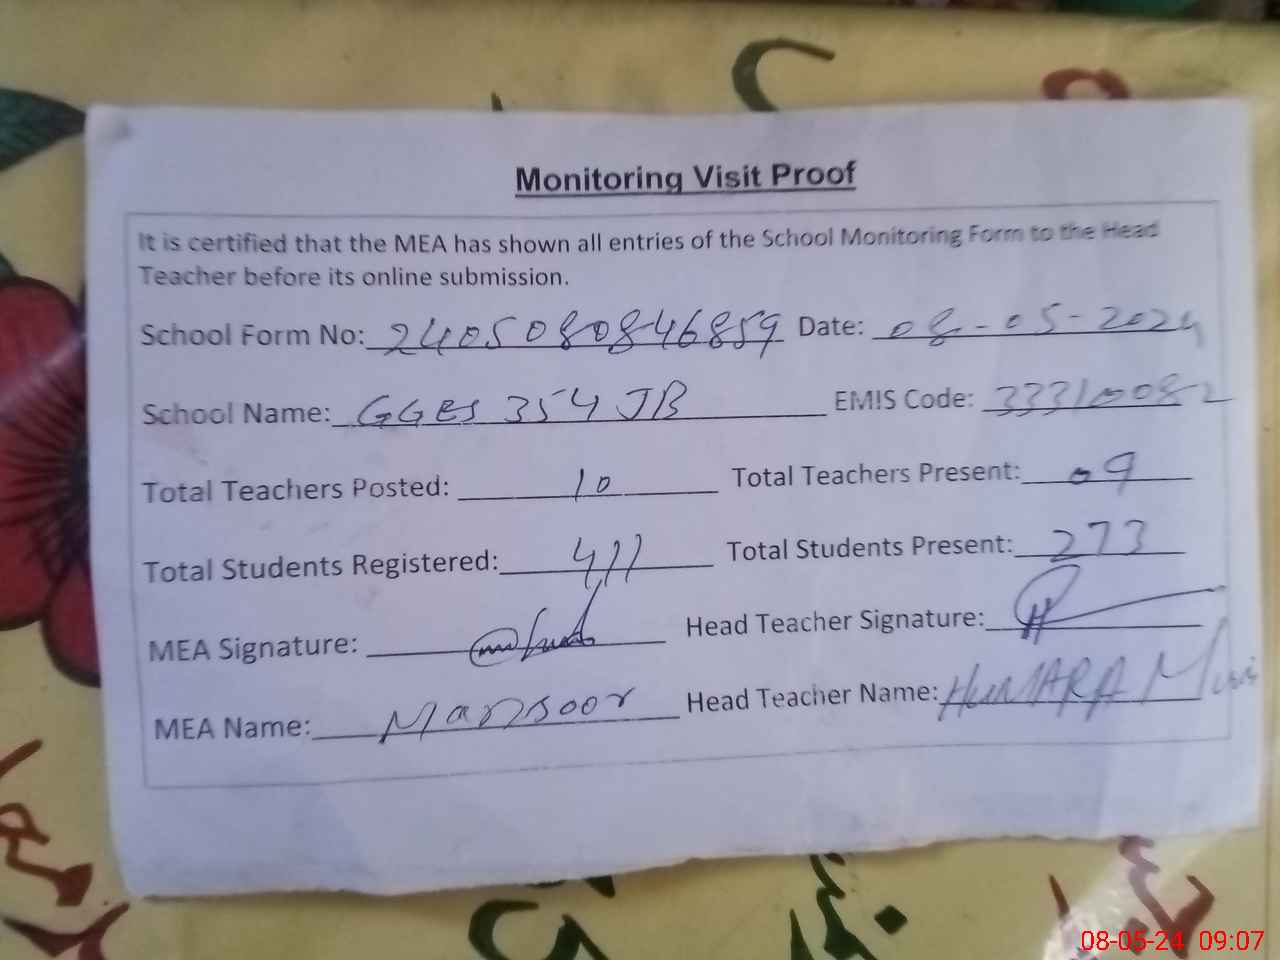 Monitoring Visit Proof
It is certified that the MEA has shown all entries of the School Monitoring Form to the Head
Teacher before its online submission.
School Form No: 2405080846859 Date: 08-05-2024
School Name: GGES 354 JB EMIS Code: 33310082
Total Teachers Posted: 10 Total Teachers Present: 09
Total Students Registered: 411 Total Students Present: 273
MEA Signature: Head Teacher Signature:
MEA Name: Mansoor Head Teacher Name: HUMARA
08-05-24 09:07